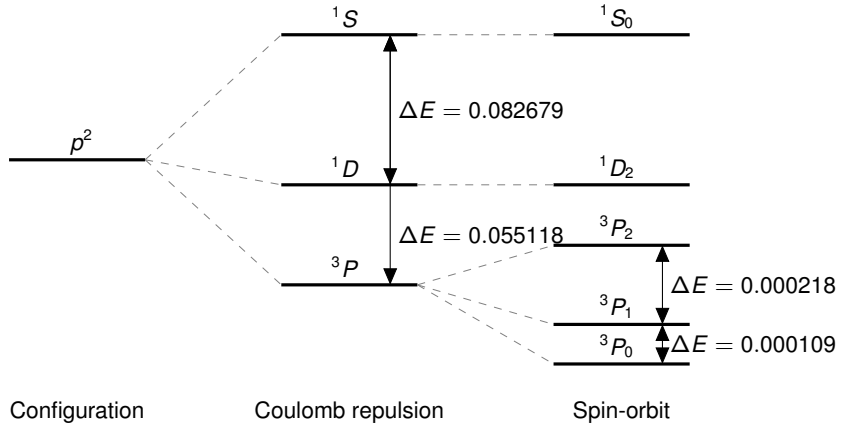 ¹S
¹S₀
ΔE = 0.082679
p²
¹D
¹D₂
ΔE = 0.055118
³P₂
³P
ΔE = 0.000218
³P₁
³P₀
ΔE = 0.000109
Configuration
Coulomb repulsion
Spin-orbit